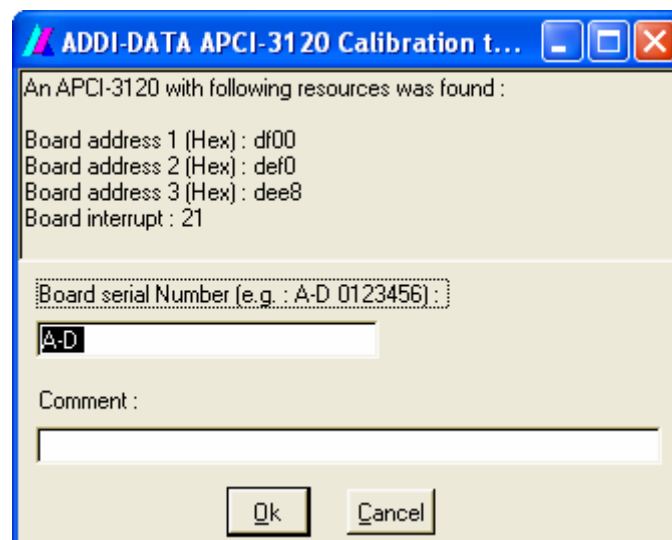 ADDI-DATA APCI-3120 Calibration t...
An APCI-3120 with following resources was found :
Board address 1 (Hex) : df00
Board address 2 (Hex) : def0
Board address 3 (Hex) : dee8
Board interrupt : 21
Board serial Number (e.g. : A-D 0123456) :
A-D
Comment :
Ok Cancel